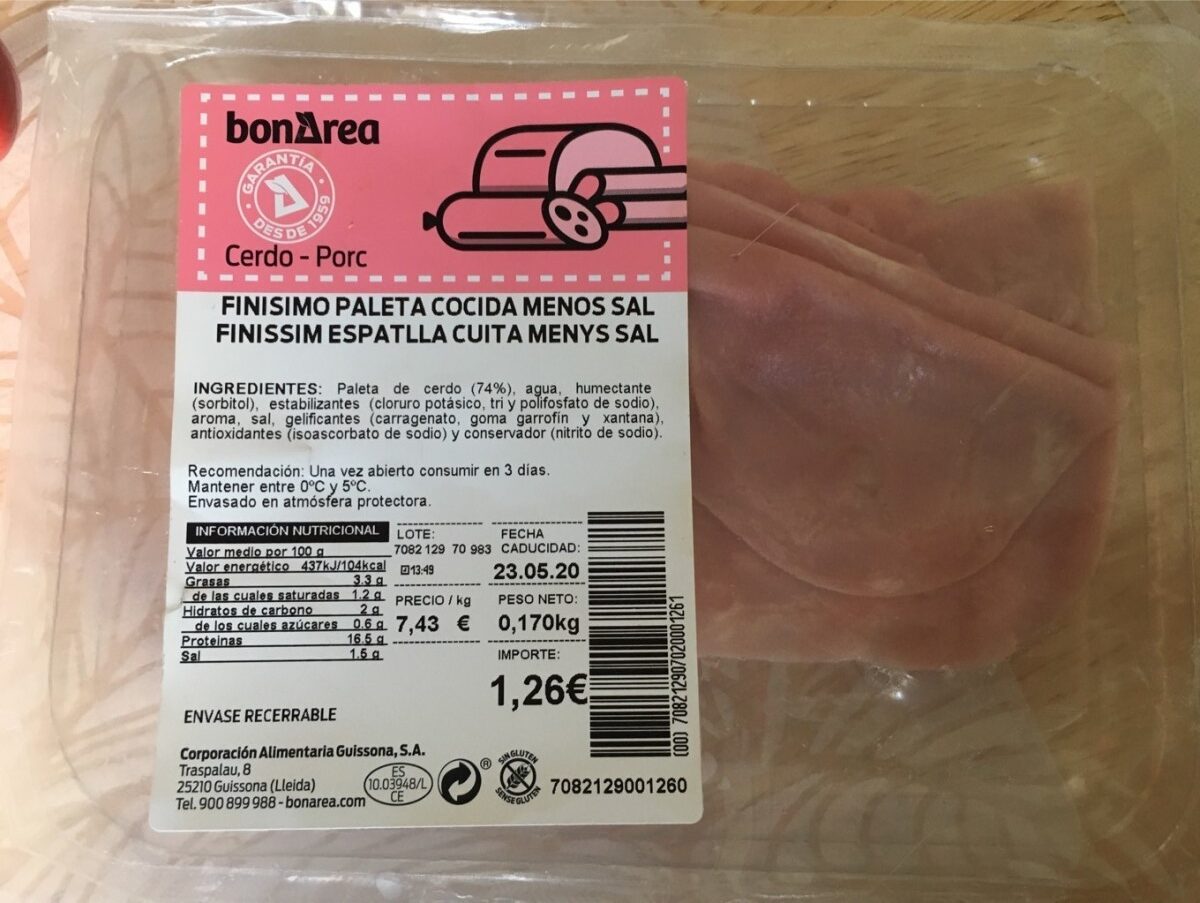 bonArea
GARANTÍA
DESDE 1959
Cerdo - Porc
FINISIMO PALETA COCIDA MENOS SAL
FINISSIM ESPATLLA CUITA MENYS SAL
INGREDIENTES: Paleta de cerdo (74%), agua, humectante
(sorbitol), estabilizantes (cloruro potásico, tri y polifosfato de sodio),
aroma, sal, gelificantes (carragenato, goma garrofín y xantana),
antioxidantes (isoascorbato de sodio) y conservador (nitrito de sodio).
Recomendación: Una vez abierto consumir en 3 días.
Mantener entre 0ºC y 5ºC.
Envasado en atmósfera protectora.
INFORMACIÓN NUTRICIONAL
Valor medio por 100 g
Valor energético 437kJ/104kcal
Grasas 3.3 g
de las cuales saturadas 1.2 g
Hidratos de carbono 2 g
de los cuales azúcares 0.6 g
Proteinas 16.5 g
Sal 1.5 g
LOTE:
7082 129 70 983
13:49
FECHA
CADUCIDAD:
23.05.20
PRECIO / kg
7,43 €
PESO NETO:
0,170kg
IMPORTE:
1,26€
(00) 70821290702000 1261
ENVASE RECERRABLE
Corporación Alimentaria Guissona, S.A.
Traspalau, 8
25210 Guissona (Lleida)
Tel. 900 899 988 - bonarea.com
ES
10.03948/L
CE
®
SIN GLUTEN
SENSE GLUTEN
7082129001260